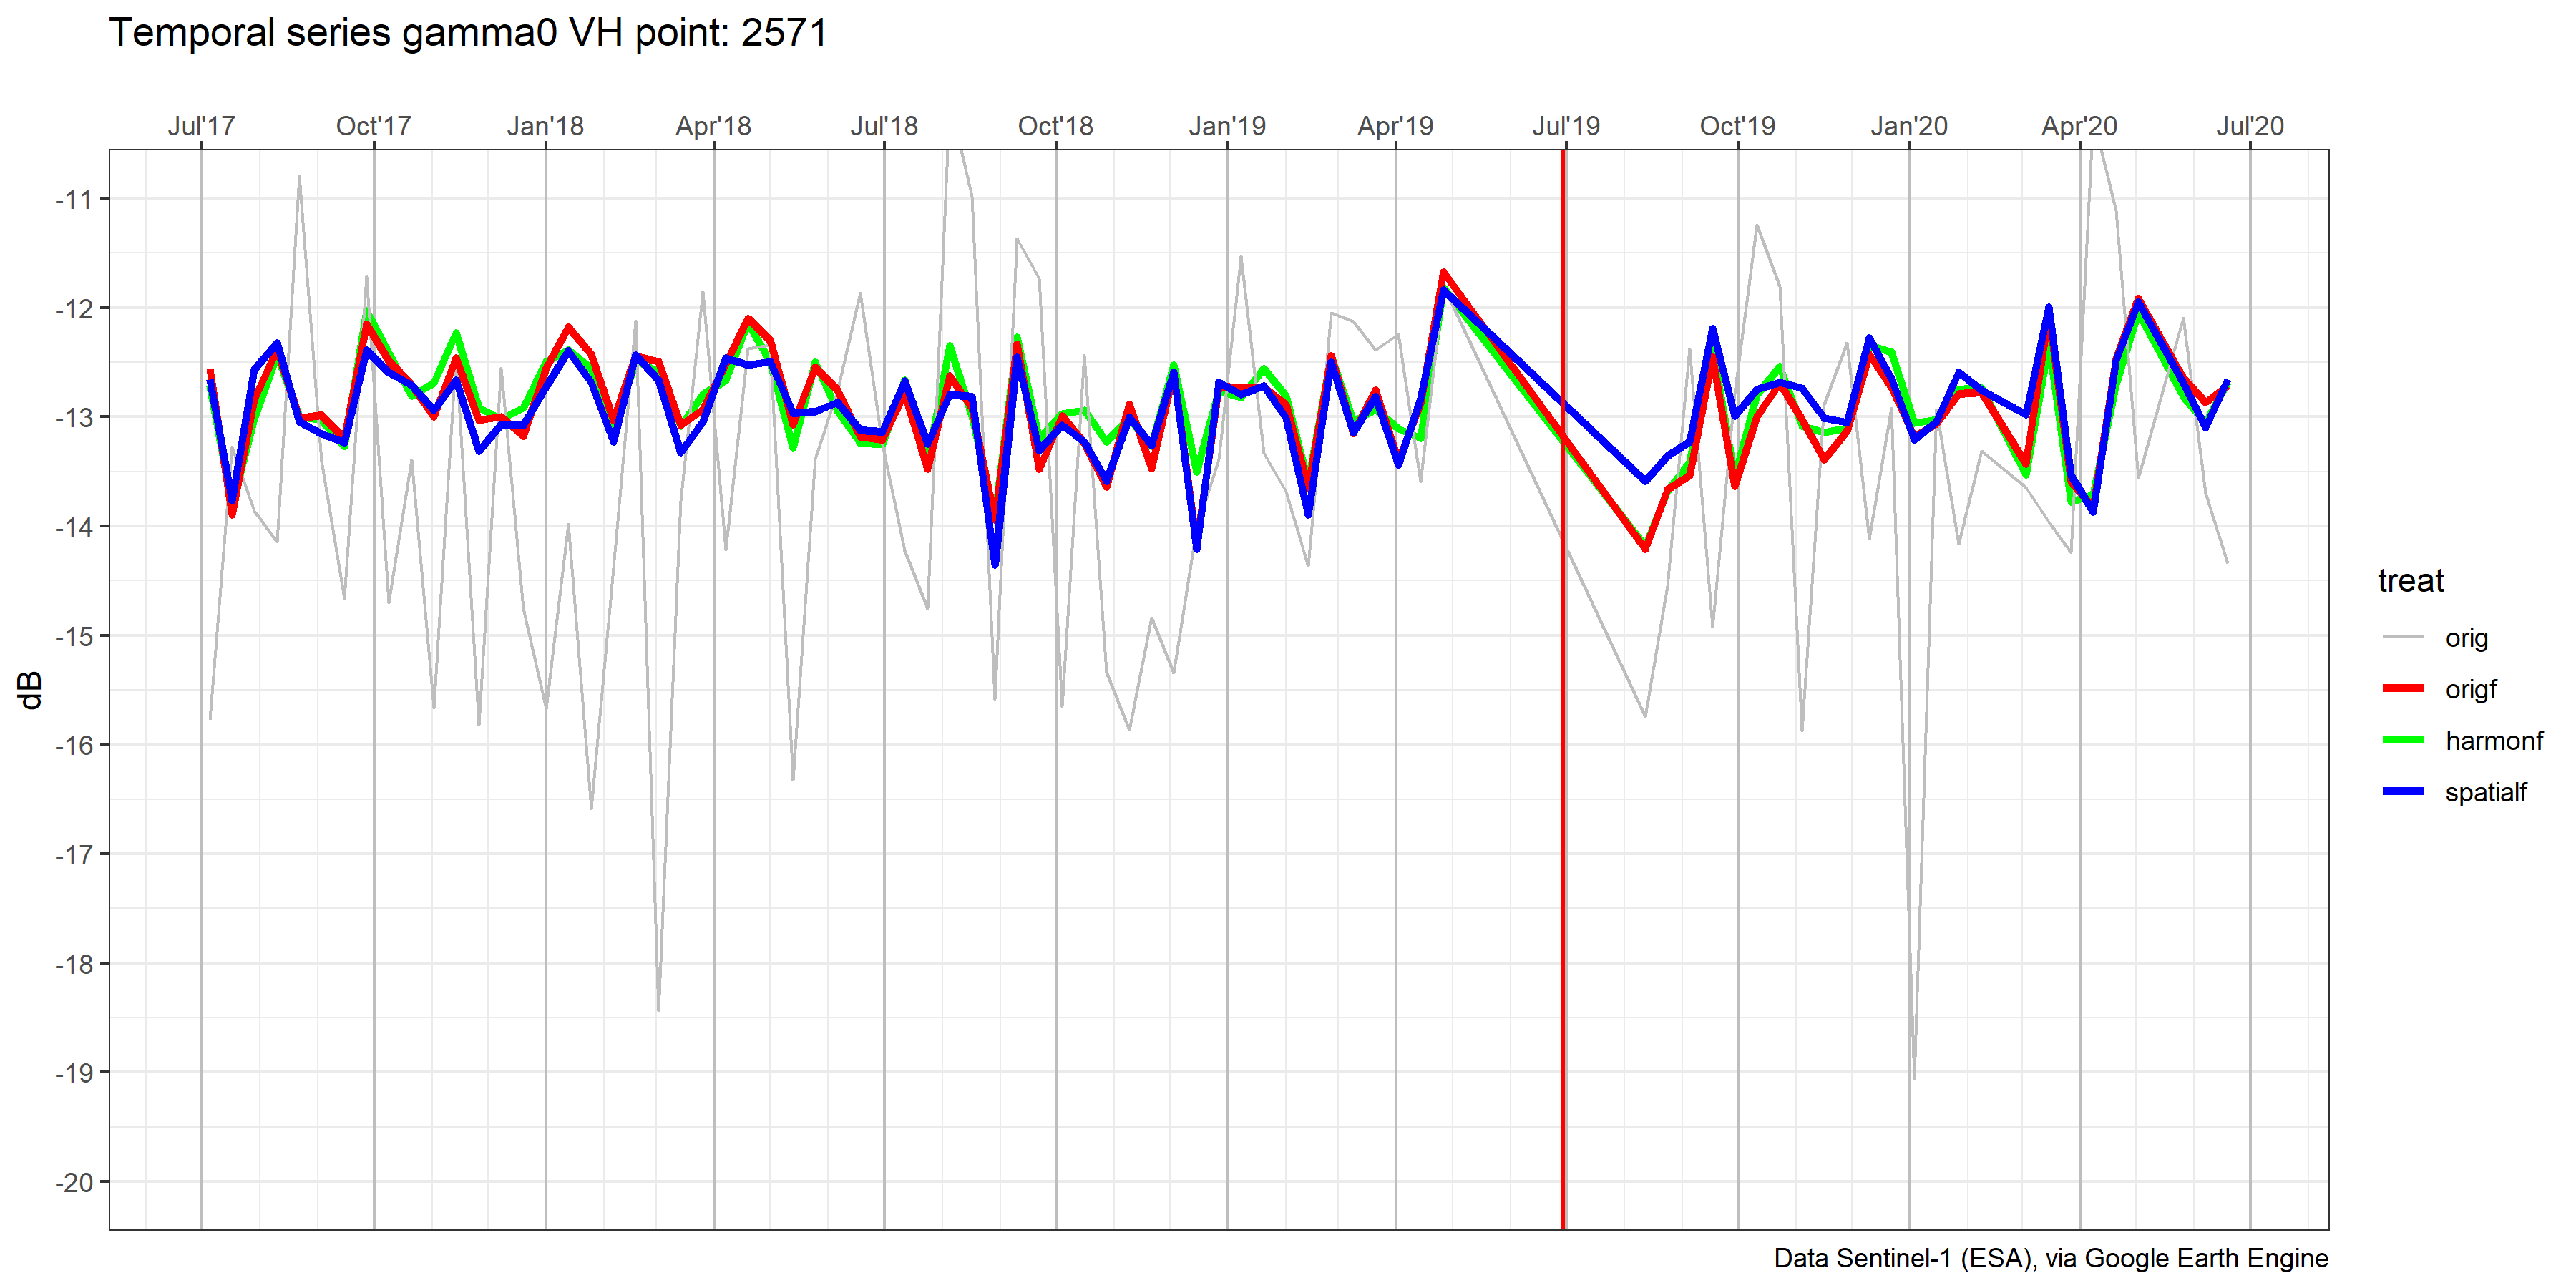 Temporal series gamma0 VH point: 2571
Jul'17 Oct'17 Jan'18 Apr'18 Jul'18 Oct'18 Jan'19 Apr'19 Jul'19 Oct'19 Jan'20 Apr'20 Jul'20
-11
-12
-13
-14
-15
-16
-17
-18
-19
-20
dB
treat
orig
origf
harmonf
spatialf
Data Sentinel-1 (ESA), via Google Earth Engine